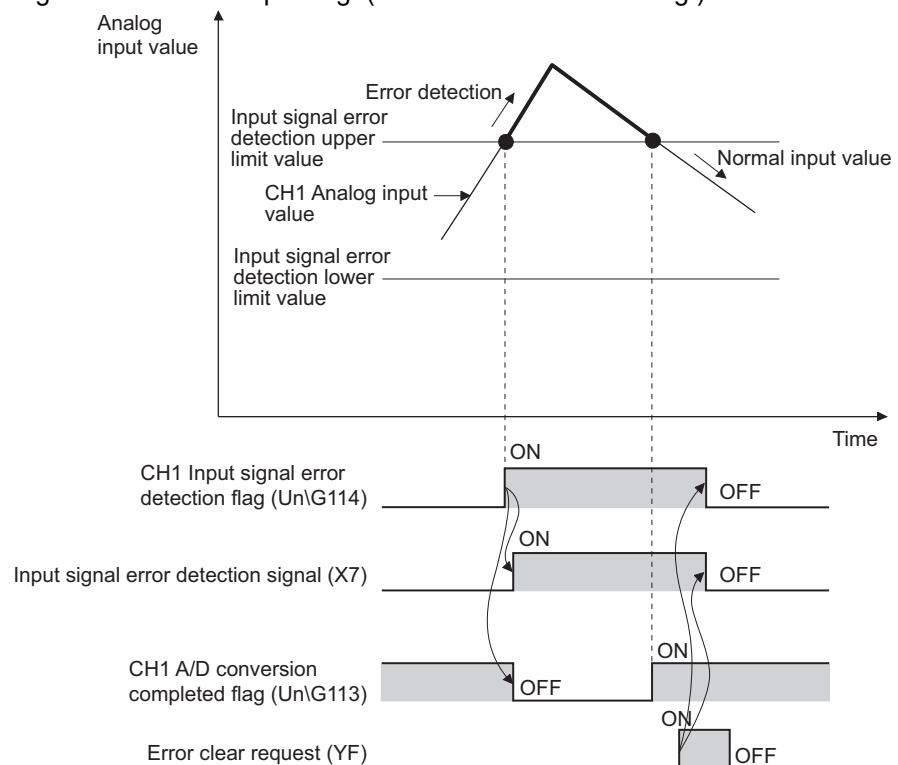 Analog
input value
Error detection
Input signal error
detection upper
limit value
Normal input value
CH1 Analog input
value
Input signal error
detection lower
limit value
Time
ON
CH1 Input signal error
detection flag (Un\G114)
OFF
ON
Input signal error detection signal (X7)
OFF
ON
CH1 A/D conversion
completed flag (Un\G113)
OFF
ON
Error clear request (YF)
OFF